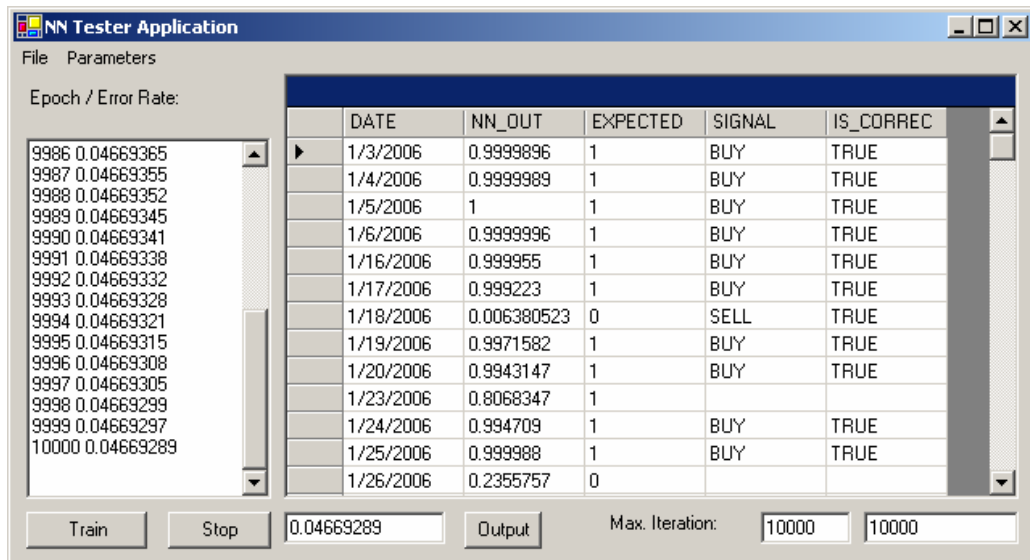 NN Tester Application
File Parameters
Epoch / Error Rate:
9986 0.04669365
9987 0.04669355
9988 0.04669352
9989 0.04669345
9990 0.04669341
9991 0.04669338
9992 0.04669332
9993 0.04669328
9994 0.04669321
9995 0.04669315
9996 0.04669308
9997 0.04669305
9998 0.04669299
9999 0.04669297
10000 0.04669289
DATE NN_OUT EXPECTED SIGNAL IS_CORREC
1/3/2006 0.9999896 1 BUY TRUE
1/4/2006 0.9999989 1 BUY TRUE
1/5/2006 1 1 BUY TRUE
1/6/2006 0.9999996 1 BUY TRUE
1/16/2006 0.999955 1 BUY TRUE
1/17/2006 0.999223 1 BUY TRUE
1/18/2006 0.006380523 0 SELL TRUE
1/19/2006 0.9971582 1 BUY TRUE
1/20/2006 0.9943147 1 BUY TRUE
1/23/2006 0.8068347 1
1/24/2006 0.994709 1 BUY TRUE
1/25/2006 0.999988 1 BUY TRUE
1/26/2006 0.2355757 0
Train Stop 0.04669289 Output Max. Iteration: 10000 10000